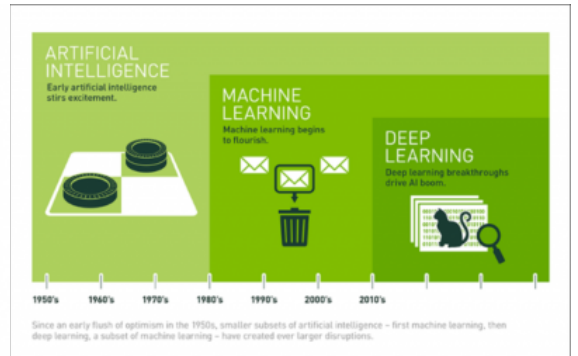 ARTIFICIAL
INTELLIGENCE
Early artificial intelligence
stirs excitement.
MACHINE
LEARNING
Machine learning begins
to flourish.
DEEP
LEARNING
Deep learning breakthroughs
drive AI boom.
1950's 1960's 1970's 1980's 1990's 2000's 2010's
Since an early flush of optimism in the 1950s, smaller subsets of artificial intelligence – first machine learning, then
deep learning, a subset of machine learning – have created ever larger disruptions.